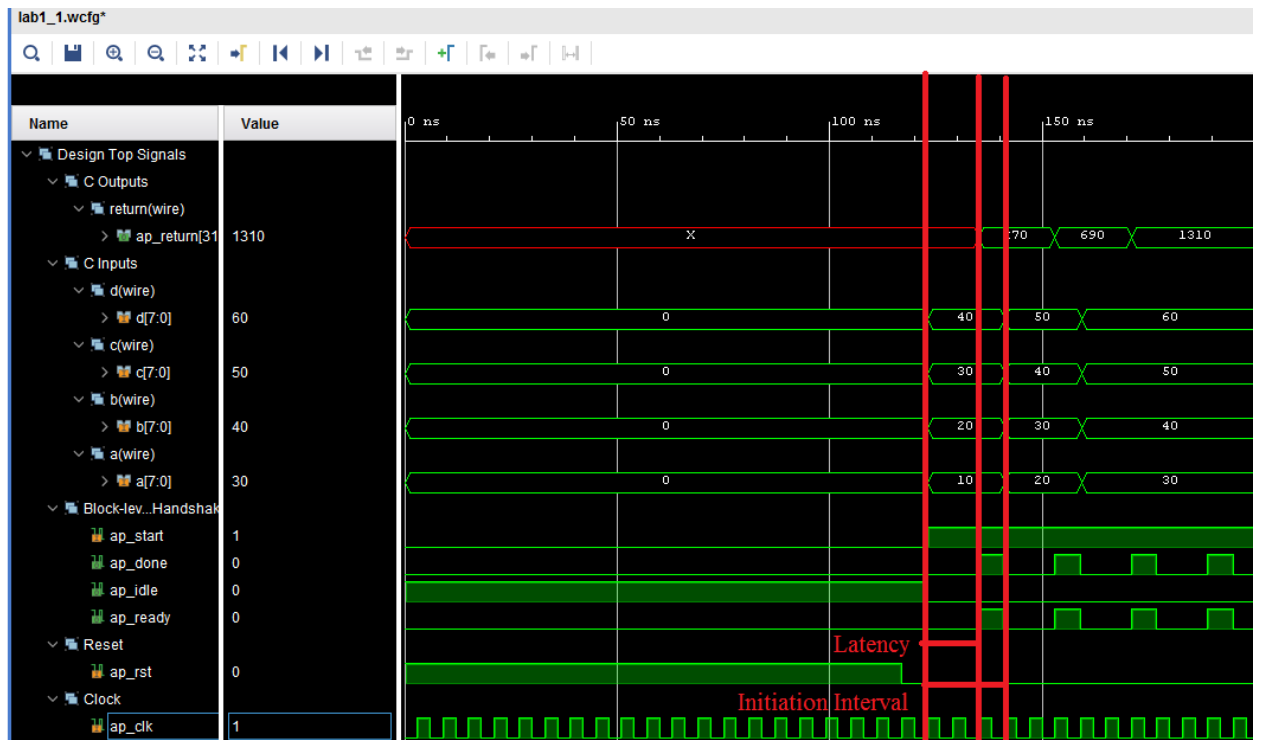 lab1_1.wcfg*
Name Value 0 ns 50 ns 100 ns 150 ns
Design Top Signals
C Outputs
return(wire)
ap_return[31 1310 X 70 690 1310
C Inputs
d(wire)
d[7:0] 60 0 40 50 60
c(wire)
c[7:0] 50 0 30 40 50
b(wire)
b[7:0] 40 0 20 30 40
a(wire)
a[7:0] 30 0 10 20 30
Block-lev...Handshak
ap_start 1
ap_done 0
ap_idle 0
ap_ready 0
Reset Latency
ap_rst 0
Clock Initiation Interval
ap_clk 1